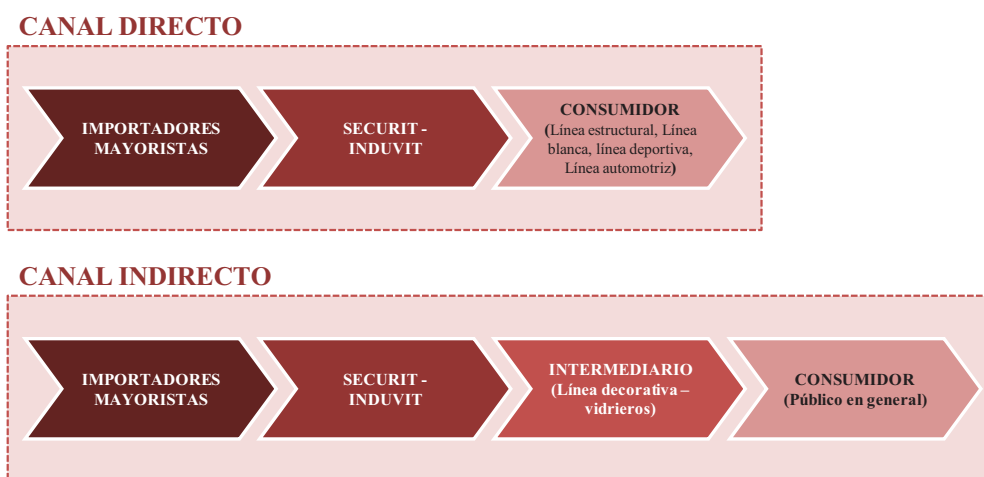 CANAL DIRECTO
IMPORTADORES
MAYORISTAS
SECURIT -
INDUVIT
CONSUMIDOR
(Línea estructural, Línea
blanca, línea deportiva,
Línea automotriz)
CANAL INDIRECTO
IMPORTADORES
MAYORISTAS
SECURIT -
INDUVIT
INTERMEDIARIO
(Línea decorativa –
vidrieros)
CONSUMIDOR
(Público en general)